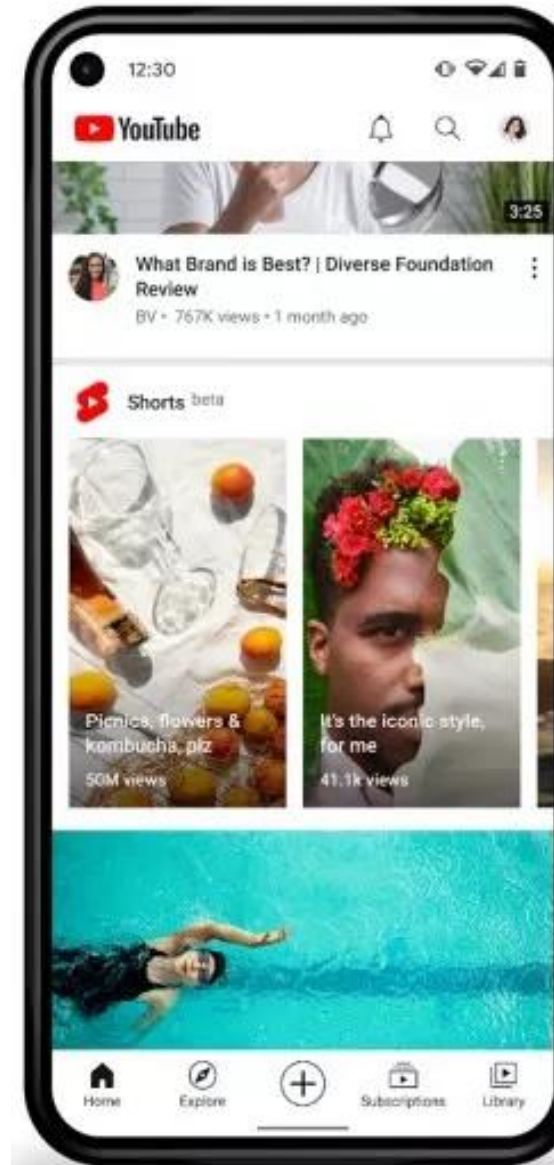 12:30
YouTube
3:25
What Brand is Best? | Diverse Foundation
Review
BV • 767K views • 1 month ago
Shorts beta
Picnics, flowers &
kombucha, plz
50M views
It's the iconic style,
for me
41.1k views
Home
Explore
Subscriptions
Library